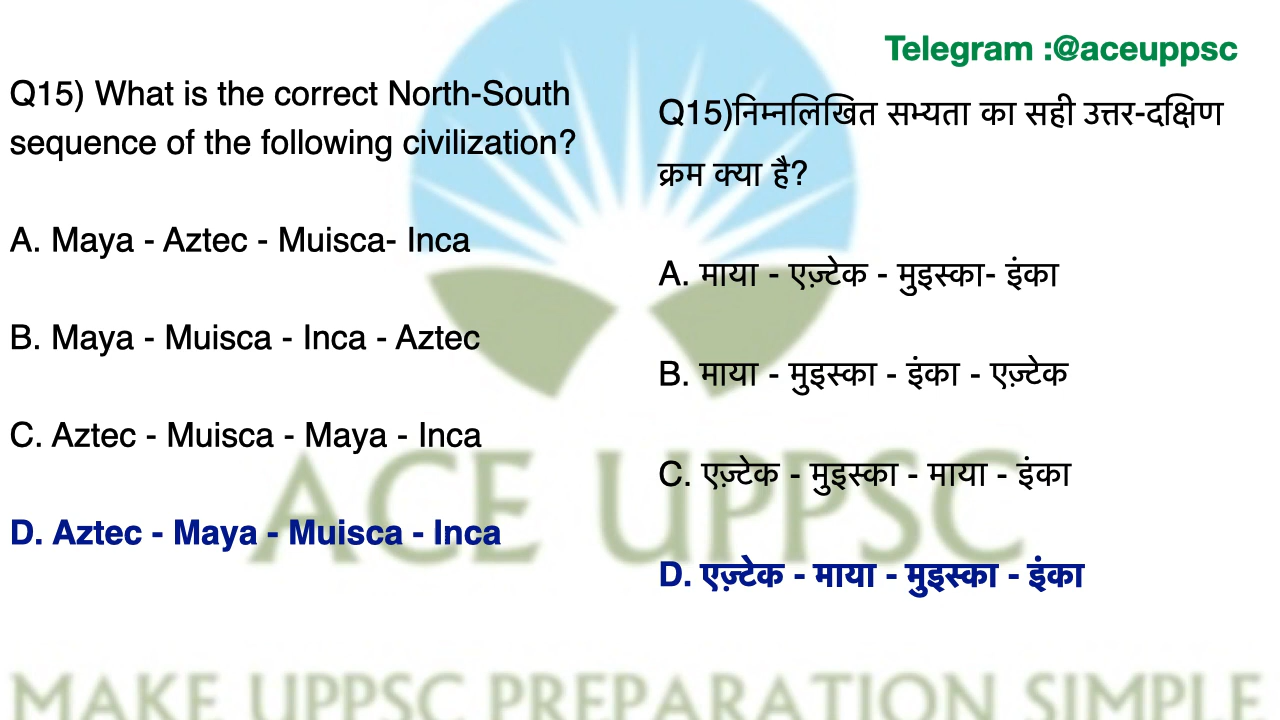 Telegram :@aceuppsc
Q15) What is the correct North-South
sequence of the following civilization?
A. Maya - Aztec - Muisca- Inca
B. Maya - Muisca - Inca - Aztec
C. Aztec - Muisca - Maya - Inca
D. Aztec - Maya - Muisca - Inca
Q15)निम्नलिखित सभ्यता का सही उत्तर-दक्षिण
क्रम क्या है?
A. माया - एज़्टेक - मुइस्का- इंका
B. माया - मुइस्का - इंका - एज़्टेक
C. एज़्टेक - मुइस्का - माया - इंका
D. एज़्टेक - माया - मुइस्का - इंका
ACE UPPSC
MAKE UPPSC PREPARATION SIMPLE